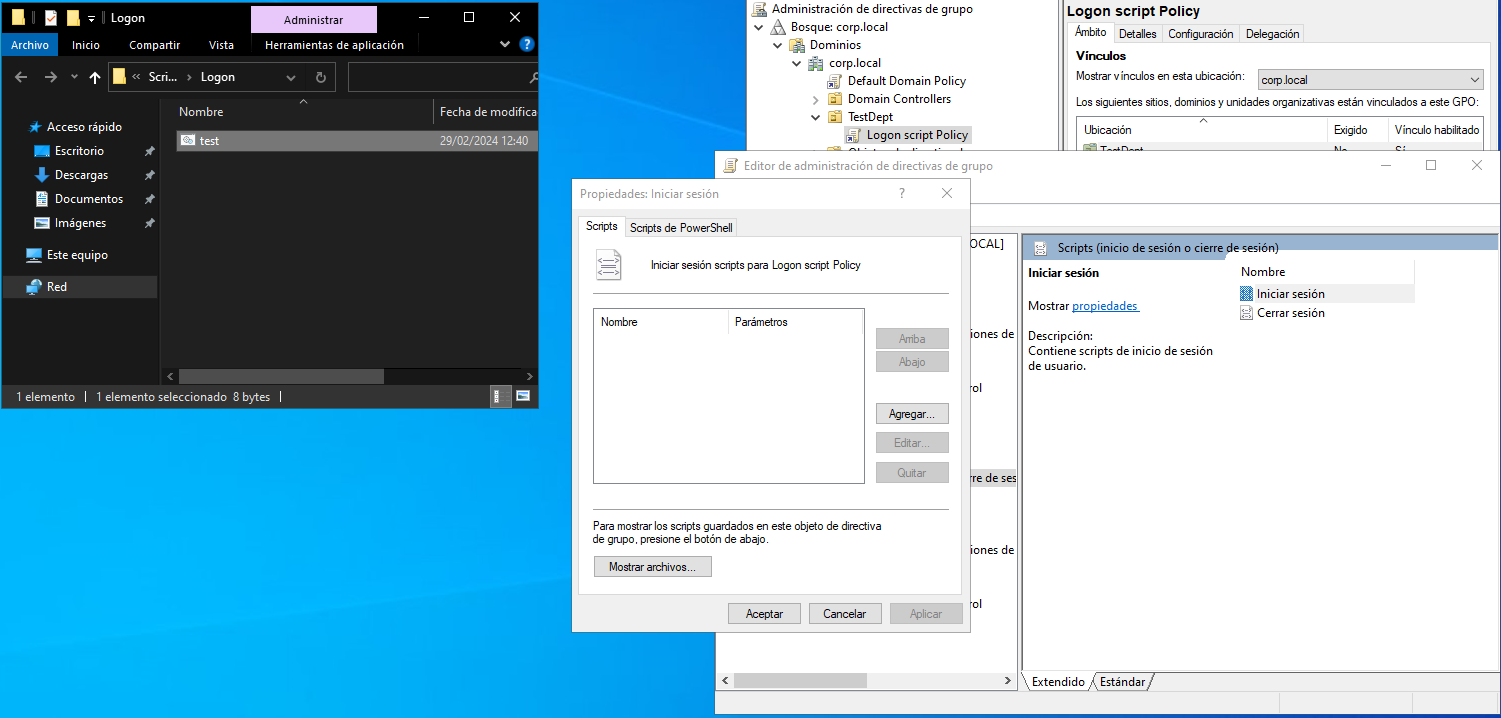 Logon
Administrar
Archivo
Inicio
Compartir
Vista
Herramientas de aplicación
?
« Scri... › Logon
Nombre
Fecha de modifica
Acceso rápido
Escritorio
Descargas
Documentos
Imágenes
Este equipo
Red
test
29/02/2024 12:40
1 elemento
1 elemento seleccionado 8 bytes
Administración de directivas de grupo
Bosque: corp.local
Dominios
corp.local
Default Domain Policy
Domain Controllers
TestDept
Logon script Policy
Logon script Policy
Ámbito
Detalles
Configuración
Delegación
Vínculos
Mostrar vínculos en esta ubicación:
corp.local
Los siguientes sitios, dominios y unidades organizativas están vinculados a este GPO:
Ubicación
Exigido
Vínculo habilitado
TestDept
No
Sí
Editor de administración de directivas de grupo
Propiedades: Iniciar sesión
?
Scripts
Scripts de PowerShell
Iniciar sesión scripts para Logon script Policy
Nombre
Parámetros
Arriba
Abajo
Agregar...
Editar...
Quitar
Para mostrar los scripts guardados en este objeto de directiva
de grupo, presione el botón de abajo.
Mostrar archivos...
Aceptar
Cancelar
Aplicar
OCAL]
iones de
rol
rre de ses
iones de
rol
Scripts (inicio de sesión o cierre de sesión)
Iniciar sesión
Mostrar propiedades
Descripción:
Contiene scripts de inicio de sesión
de usuario.
Nombre
Iniciar sesión
Cerrar sesión
Extendido
Estándar